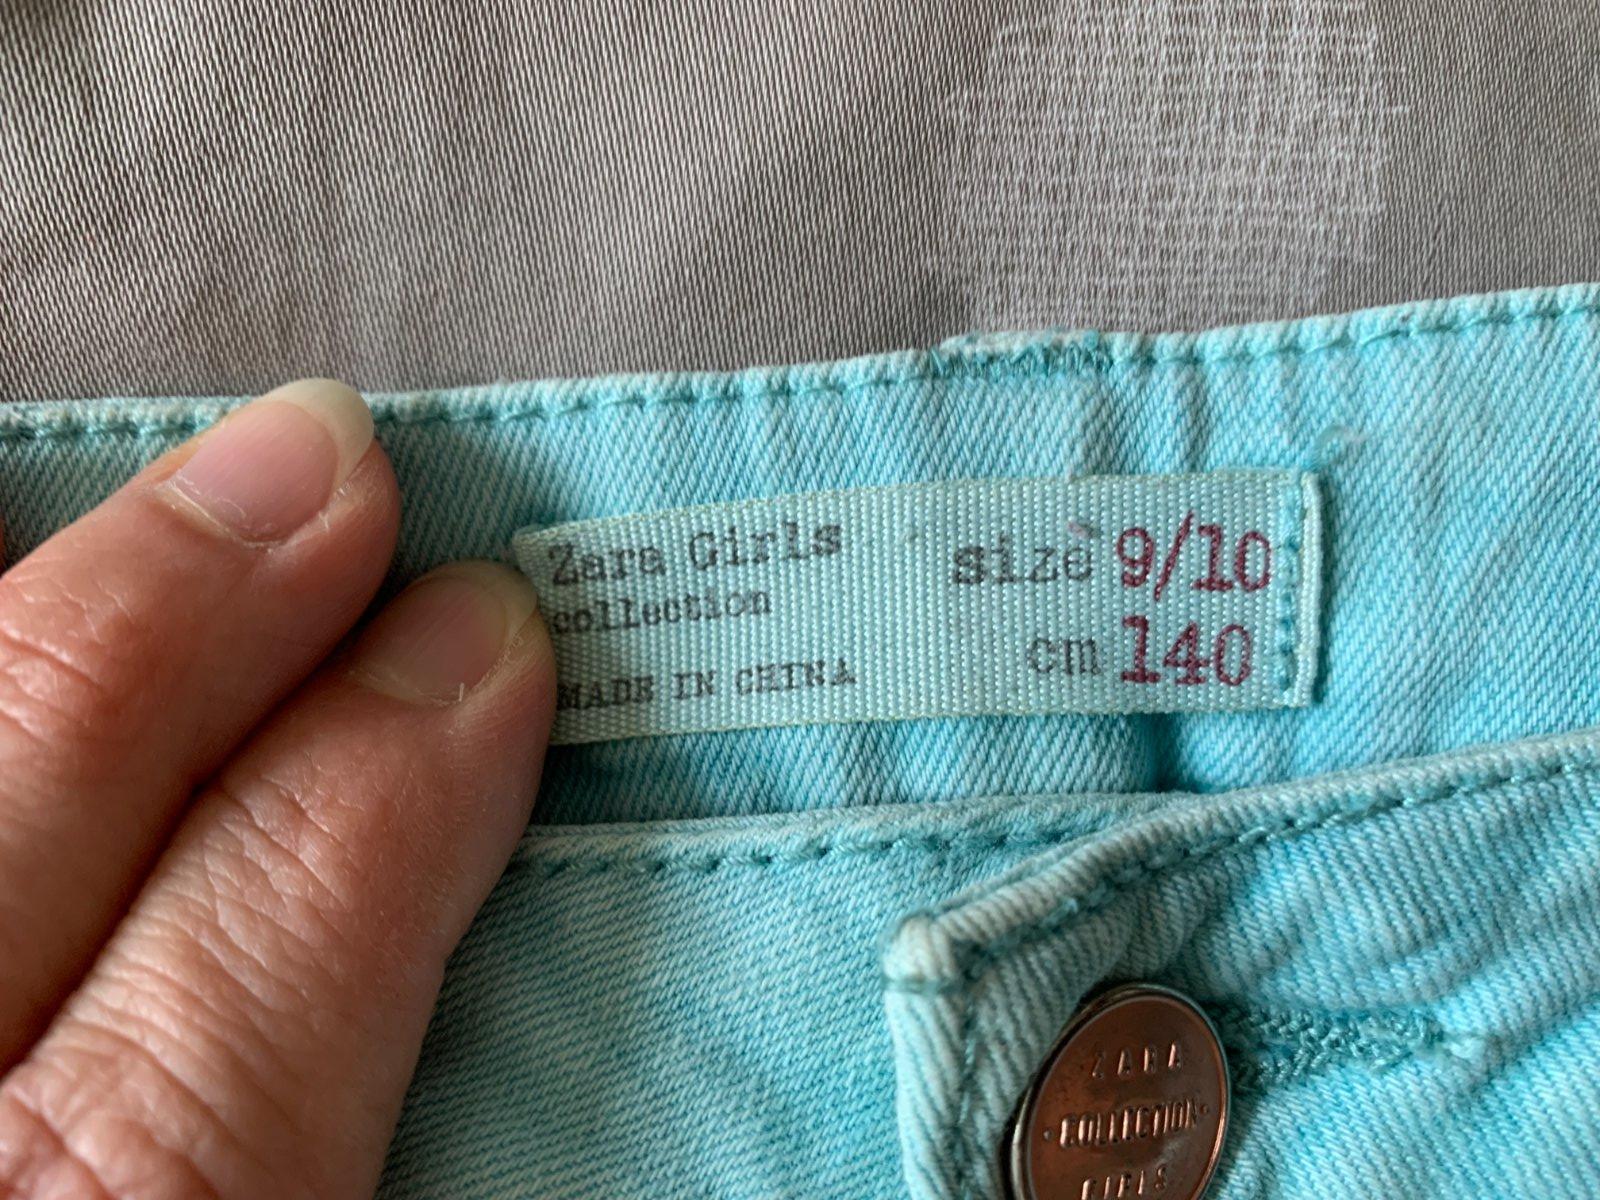 Zara Girls
collection
MADE IN CHINA
size 9/10
cm 140
ZARA
·COLLECTION·
GIRLS